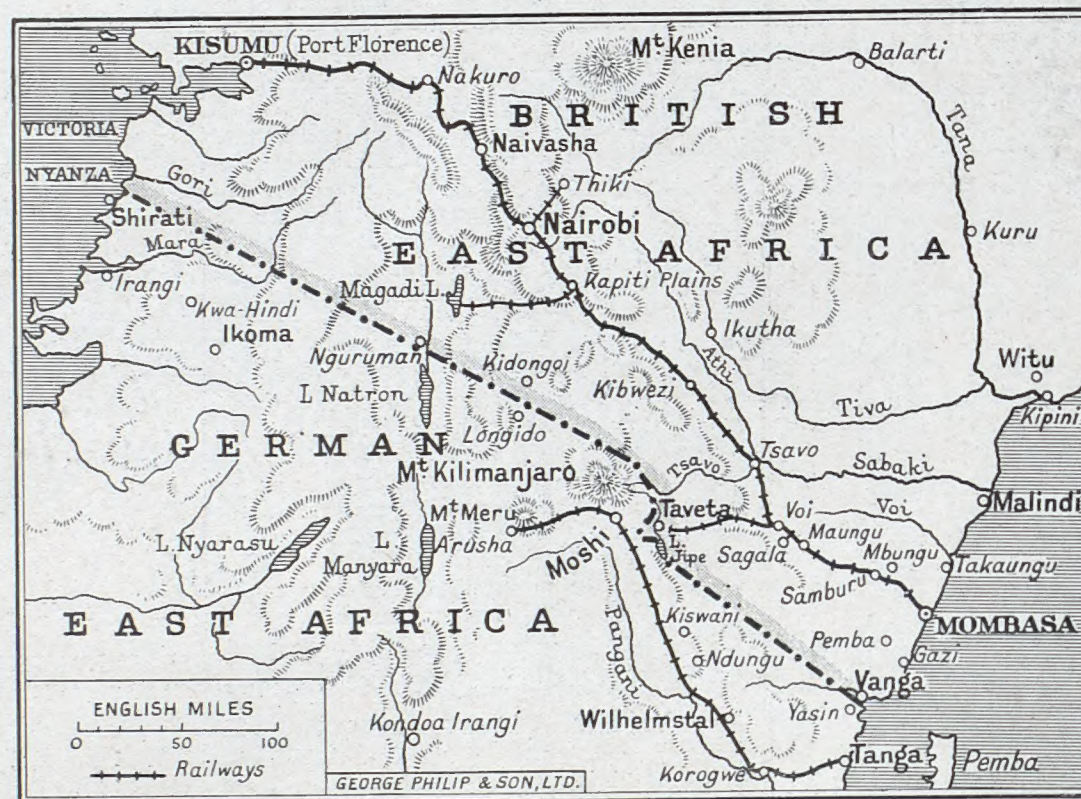 KISUMU (Port Florence)
Mt. Kenia
Balarti
Nakuro
BRITISH
VICTORIA
NYANZA
Naivasha
Tana
Gori
Thiki
Shirati
Nairobi
Kuru
Mara
EAST AFRICA
Irangi
Magadi L.
Kapiti Plains
Kwa-Hindi
Ikoma
Ikutha
Nguruman
Kidongoi
Athi
Witu
L. Natron
Kibwezi
Kipini
Longido
Tiva
GERMAN
Tsavo
Sabaki
Mt. Kilimanjaro
Tsavo
Malindi
Mt. Meru
Taveta
Voi
Voi
Arusha
L. Nyarasu
L.
Manyara
Moshi
L.
Jipe
Sagala
Maungu
Mbungu
Takaungu
Samburu
EAST AFRICA
Kiswani
MOMBASA
Pemba
Pangani
Ndungu
Gazi
Vanga
ENGLISH MILES
0 50 100
Railways
Kondoa Irangi
Wilhelmstal
Yasin
GEORGE PHILIP & SON, LTD.
Korogwe
Tanga
Pemba